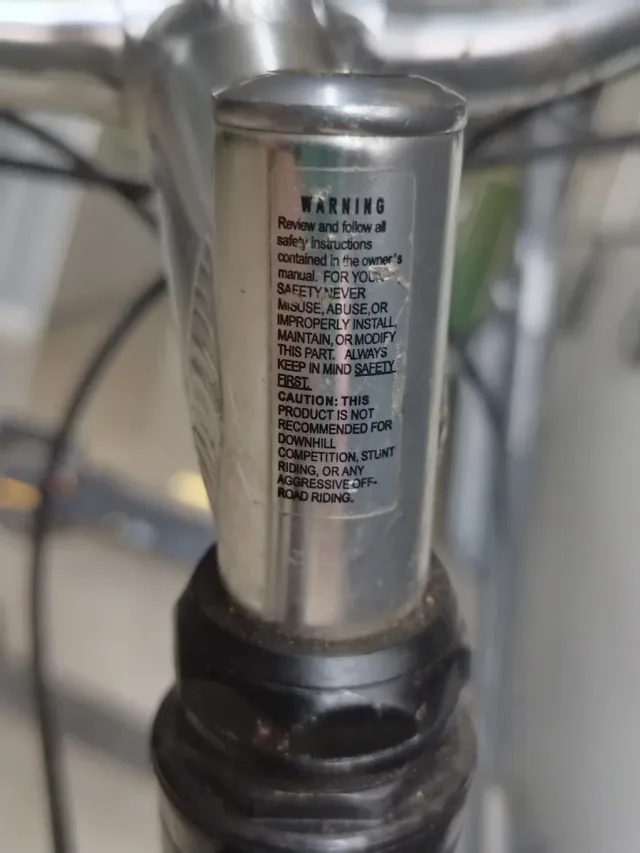 WARNING
Review and follow all
safety instructions
contained in the owner's
manual. FOR YOUR
SAFETY NEVER
MISUSE, ABUSE, OR
IMPROPERLY INSTALL,
MAINTAIN, OR MODIFY
THIS PART. ALWAYS
KEEP IN MIND SAFETY
FIRST.
CAUTION: THIS
PRODUCT IS NOT
RECOMMENDED FOR
DOWNHILL
COMPETITION, STUNT
RIDING, OR ANY
AGGRESSIVE OFF-
ROAD RIDING.